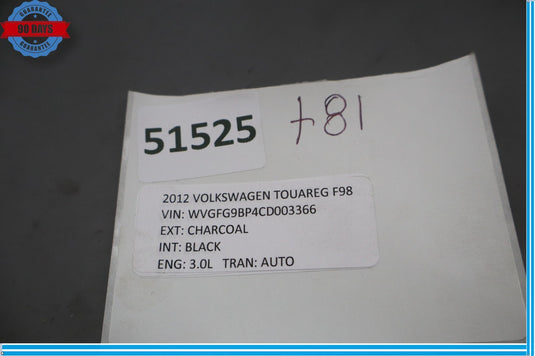 GUARANTEE
90 DAYS
GUARANTEE
51525
2012 VOLKSWAGEN TOUAREG F98
VIN: WVGFG9BP4CD003366
EXT: CHARCOAL
INT: BLACK
ENG: 3.0L TRAN: AUTO